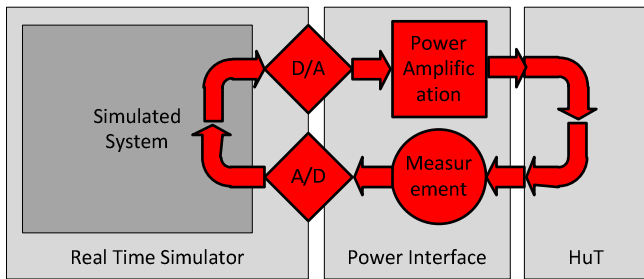 D/A
Power
Amplific
ation
Simulated
System
A/D
Measur
ement
Real Time Simulator
Power Interface
HuT